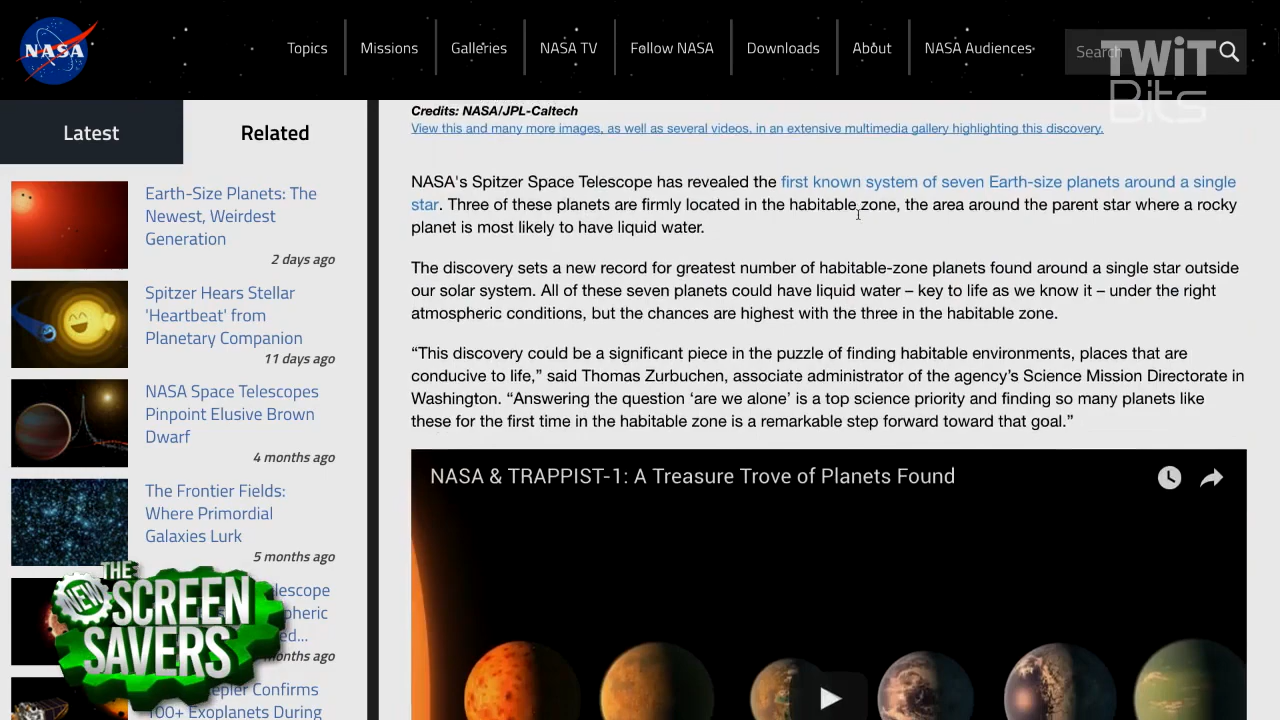 NASA
Topics
Missions
Galleries
NASA TV
Follow NASA
Downloads
About
NASA Audiences
Search
TWiT
Bits
Latest
Related
Earth-Size Planets: The
Newest, Weirdest
Generation
2 days ago
Spitzer Hears Stellar
'Heartbeat' from
Planetary Companion
11 days ago
NASA Space Telescopes
Pinpoint Elusive Brown
Dwarf
4 months ago
The Frontier Fields:
Where Primordial
Galaxies Lurk
5 months ago
THE
NEW
SCREEN
SAVERS
Confirms
100+ Exoplanets During
Credits: NASA/JPL-Caltech
View this and many more images, as well as several videos, in an extensive multimedia gallery highlighting this discovery.
NASA's Spitzer Space Telescope has revealed the first known system of seven Earth-size planets around a single
star. Three of these planets are firmly located in the habitable zone, the area around the parent star where a rocky
planet is most likely to have liquid water.
The discovery sets a new record for greatest number of habitable-zone planets found around a single star outside
our solar system. All of these seven planets could have liquid water – key to life as we know it – under the right
atmospheric conditions, but the chances are highest with the three in the habitable zone.
“This discovery could be a significant piece in the puzzle of finding habitable environments, places that are
conducive to life,” said Thomas Zurbuchen, associate administrator of the agency’s Science Mission Directorate in
Washington. “Answering the question ‘are we alone’ is a top science priority and finding so many planets like
these for the first time in the habitable zone is a remarkable step forward toward that goal.”
NASA & TRAPPIST-1: A Treasure Trove of Planets Found